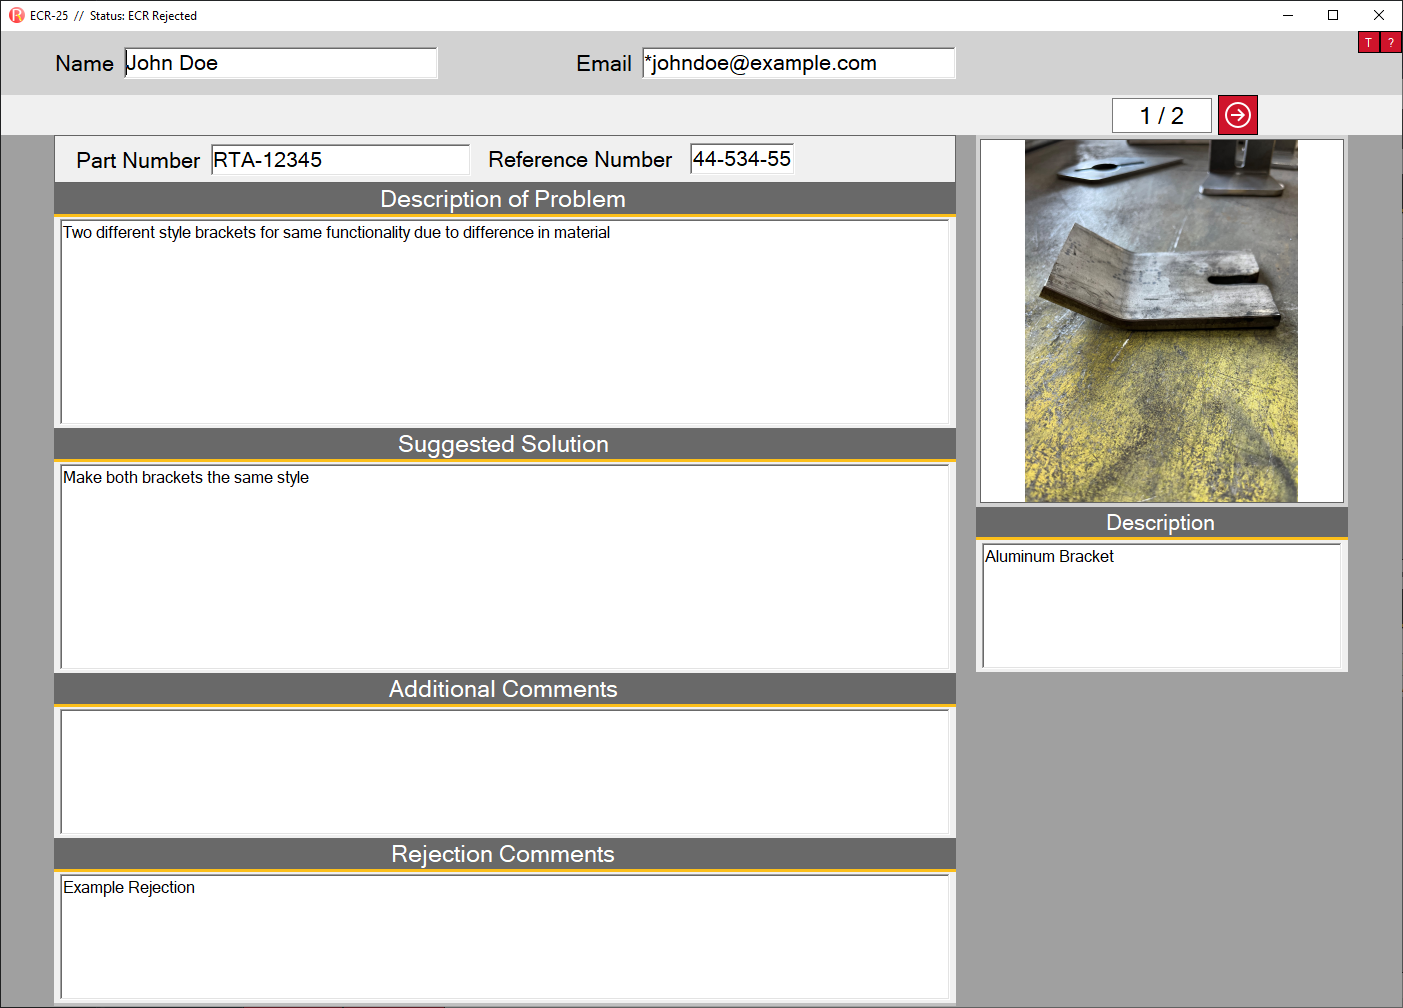 ECR-25 // Status: ECR Rejected
T ?
Name John Doe Email *johndoe@example.com
1 / 2
Part Number RTA-12345 Reference Number 44-534-55
Description of Problem
Two different style brackets for same functionality due to difference in material
Suggested Solution
Make both brackets the same style
Additional Comments
Rejection Comments
Example Rejection
Description
Aluminum Bracket